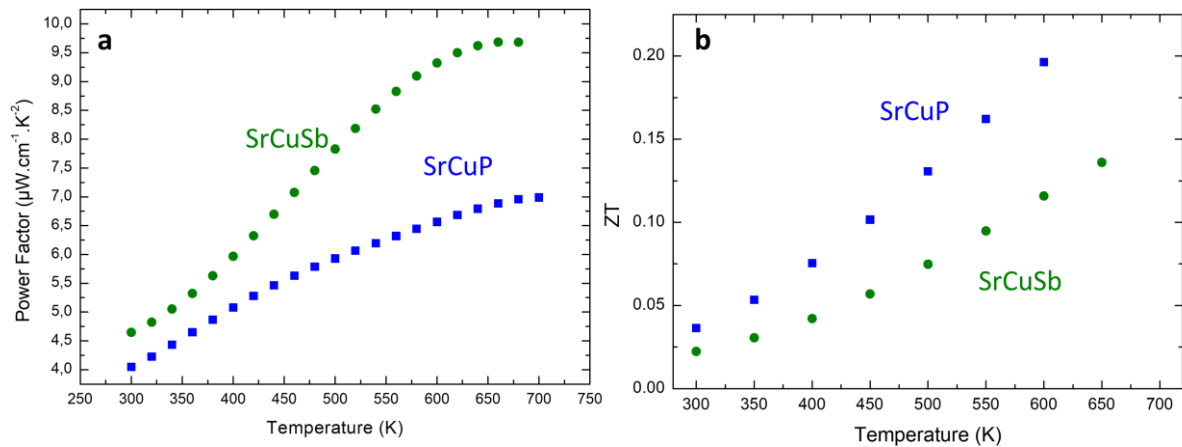 a
10,0
9,5
9,0
8,5
8,0
7,5
7,0
6,5
6,0
5,5
5,0
4,5
4,0
Power Factor (µW.cm⁻¹.K⁻²)
SrCuSb
SrCuP
250 300 350 400 450 500 550 600 650 700 750
Temperature (K)
b
0.20
0.15
0.10
0.05
0.00
ZT
SrCuP
SrCuSb
300 350 400 450 500 550 600 650 700
Temperature (K)